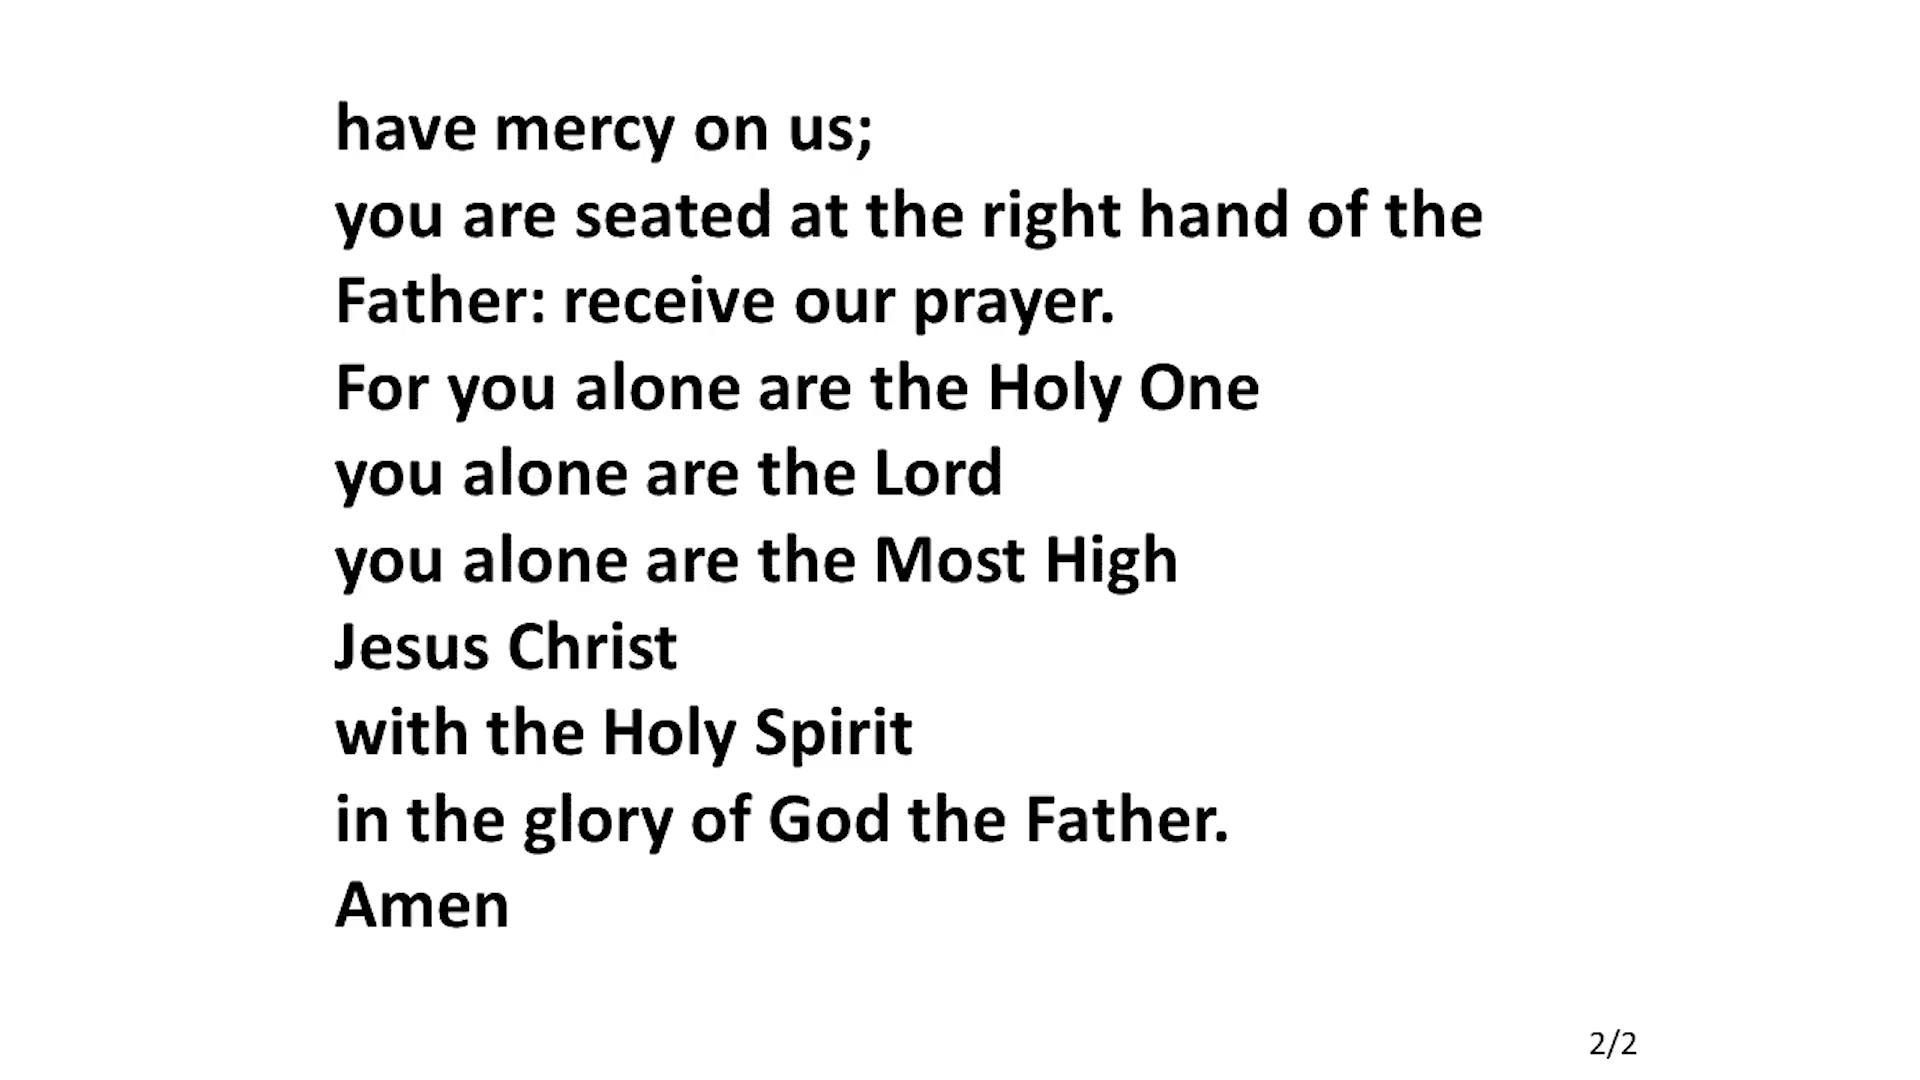 have mercy on us;
you are seated at the right hand of the
Father: receive our prayer.
For you alone are the Holy One
you alone are the Lord
you alone are the Most High
Jesus Christ
with the Holy Spirit
in the glory of God the Father.
Amen
2/2